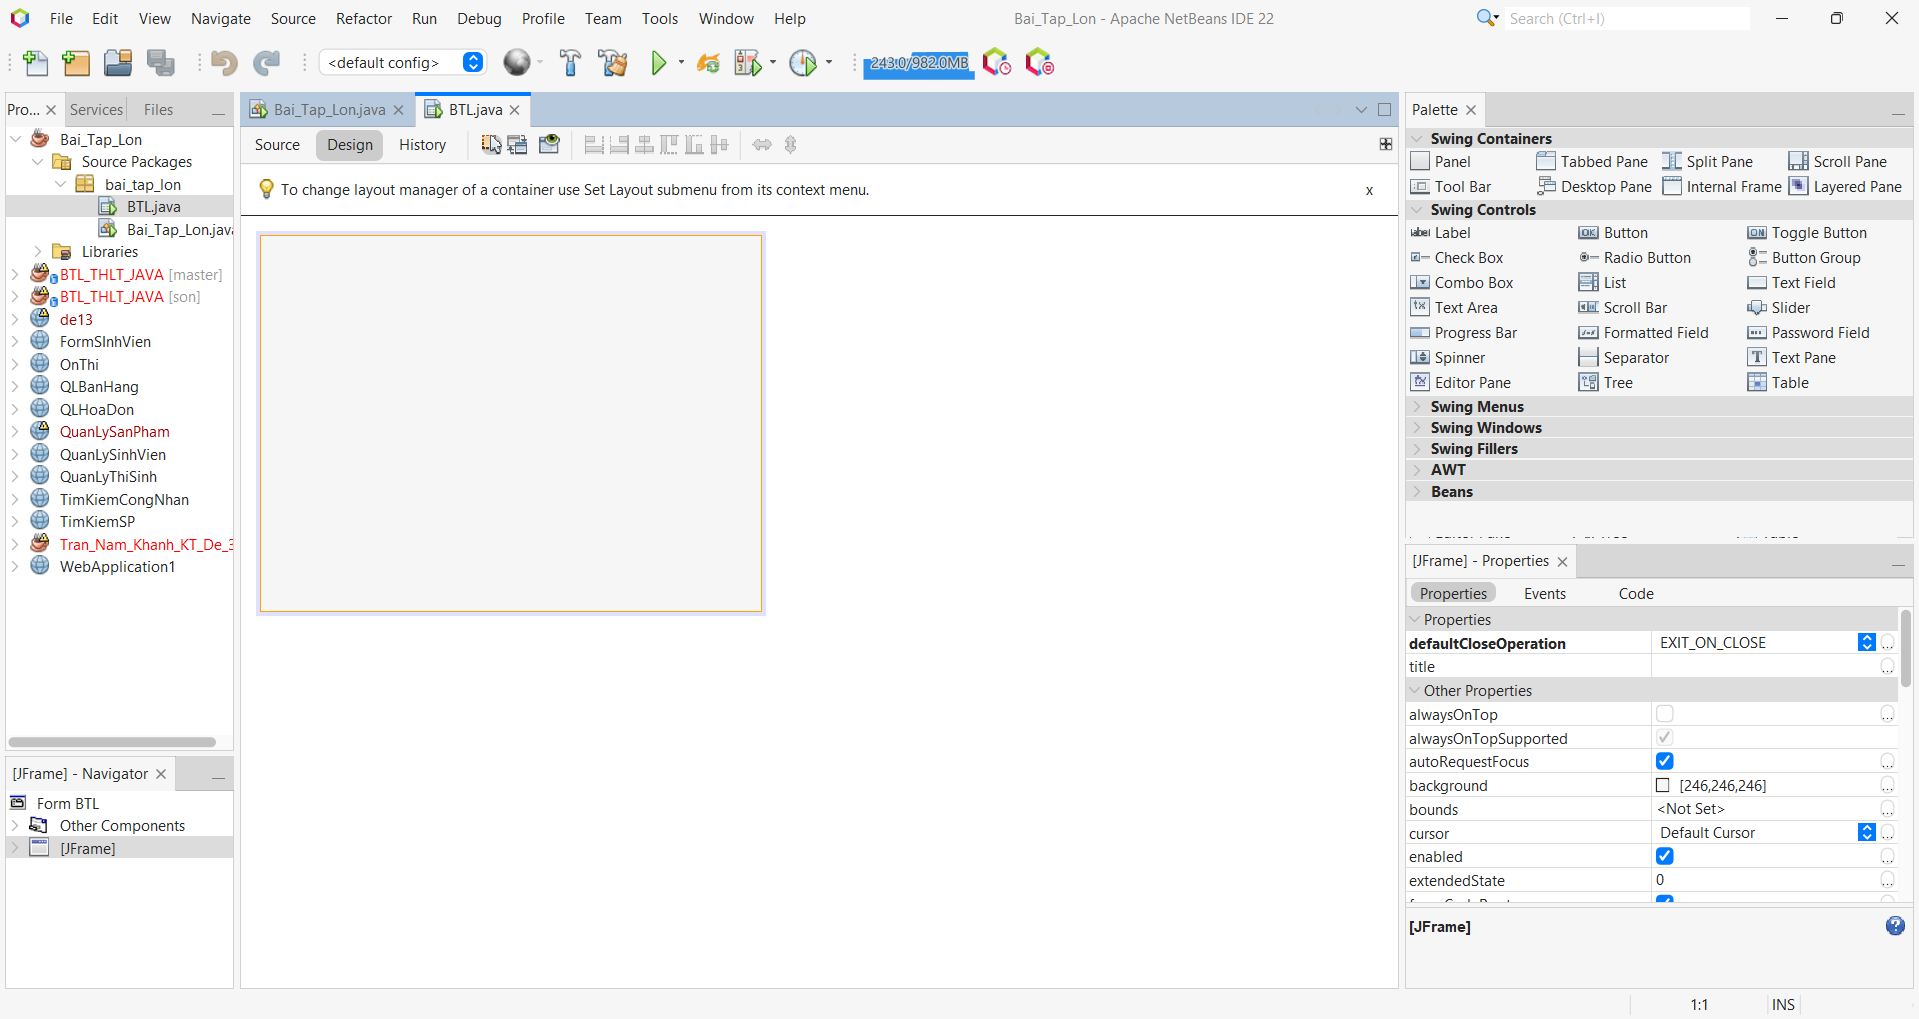 File Edit View Navigate Source Refactor Run Debug Profile Team Tools Window Help
Bai_Tap_Lon - Apache NetBeans IDE 22
Search (Ctrl+I)
<default config>
243.0/982.0MB
Pro... Services Files
Bai_Tap_Lon
Source Packages
bai_tap_lon
BTL.java
Bai_Tap_Lon.java
Libraries
BTL_THLT_JAVA [master]
BTL_THLT_JAVA [son]
de13
FormSInhVien
OnThi
QLBanHang
QLHoaDon
QuanLySanPham
QuanLySinhVien
QuanLyThiSinh
TimKiemCongNhan
TimKiemSP
Tran_Nam_Khanh_KT_De_3
WebApplication1
[JFrame] - Navigator
Form BTL
Other Components
[JFrame]
Bai_Tap_Lon.java BTL.java
Source Design History
To change layout manager of a container use Set Layout submenu from its context menu. x
Palette
Swing Containers
Panel Tabbed Pane Split Pane Scroll Pane
Tool Bar Desktop Pane Internal Frame Layered Pane
Swing Controls
Label Button Toggle Button
Check Box Radio Button Button Group
Combo Box List Text Field
Text Area Scroll Bar Slider
Progress Bar Formatted Field Password Field
Spinner Separator Text Pane
Editor Pane Tree Table
Swing Menus
Swing Windows
Swing Fillers
AWT
Beans
[JFrame] - Properties
Properties Events Code
Properties
defaultCloseOperation EXIT_ON_CLOSE ...
title ...
Other Properties
alwaysOnTop ...
alwaysOnTopSupported
autoRequestFocus ...
background [246,246,246] ...
bounds <Not Set> ...
cursor Default Cursor ...
enabled ...
extendedState 0 ...
[JFrame]
1:1 INS